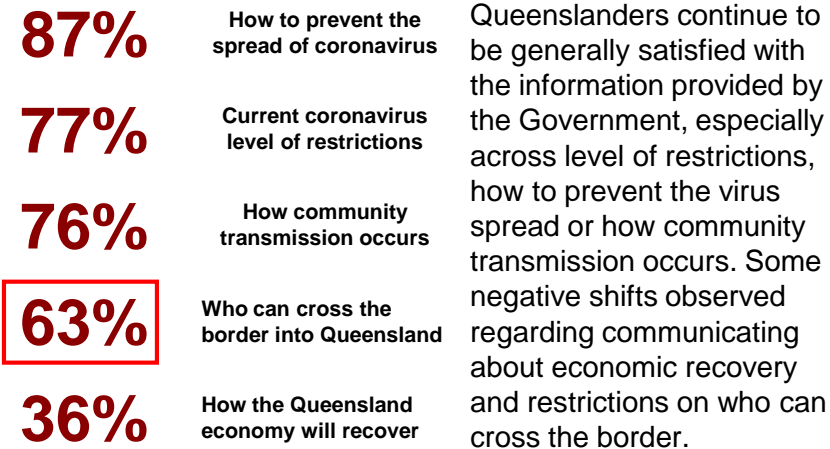 87%
How to prevent the
spread of coronavirus
77%
Current coronavirus
level of restrictions
76%
How community
transmission occurs
63%
Who can cross the
border into Queensland
36%
How the Queensland
economy will recover
Queenslanders continue to
be generally satisfied with
the information provided by
the Government, especially
across level of restrictions,
how to prevent the virus
spread or how community
transmission occurs. Some
negative shifts observed
regarding communicating
about economic recovery
and restrictions on who can
cross the border.